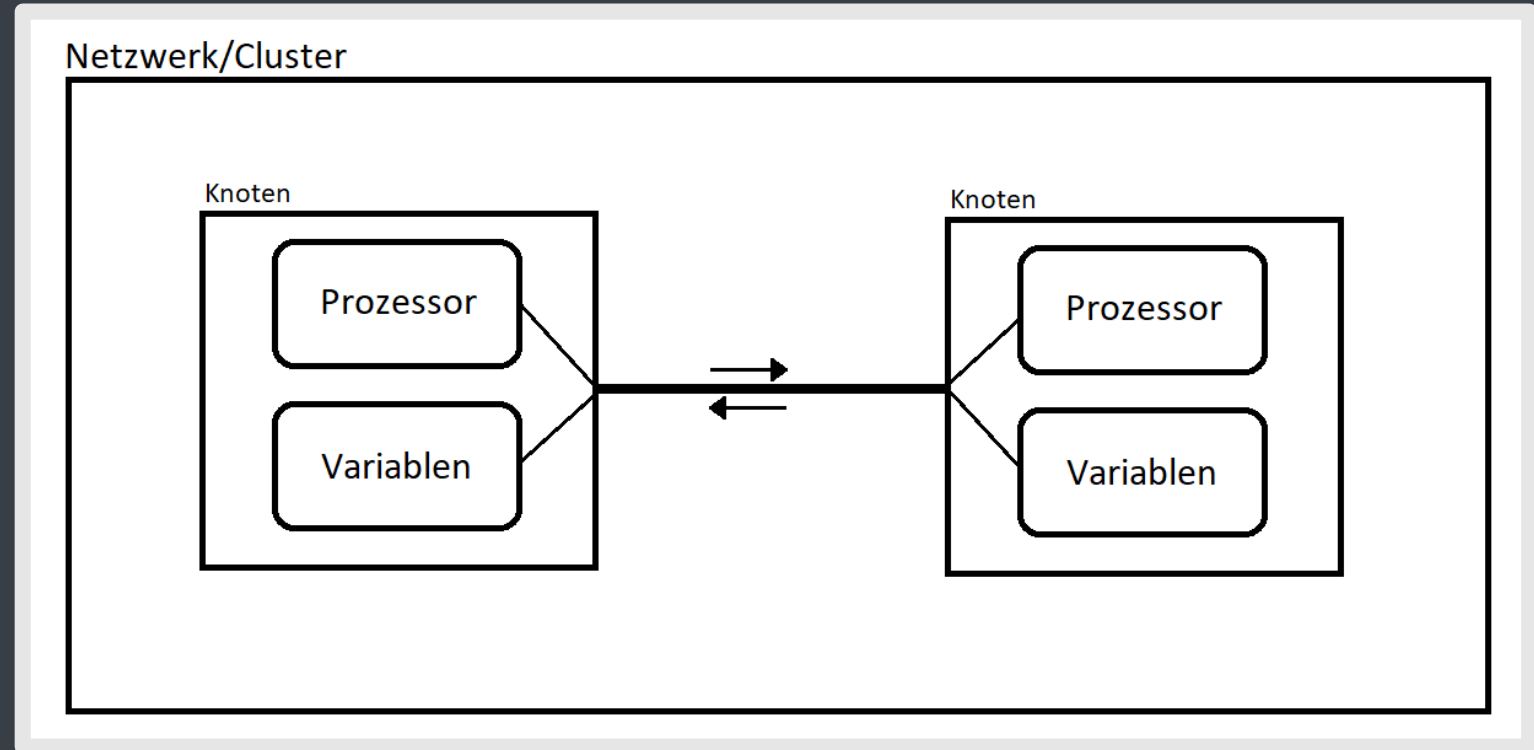 Netzwerk/Cluster
Knoten
Prozessor
Variablen
Knoten
Prozessor
Variablen